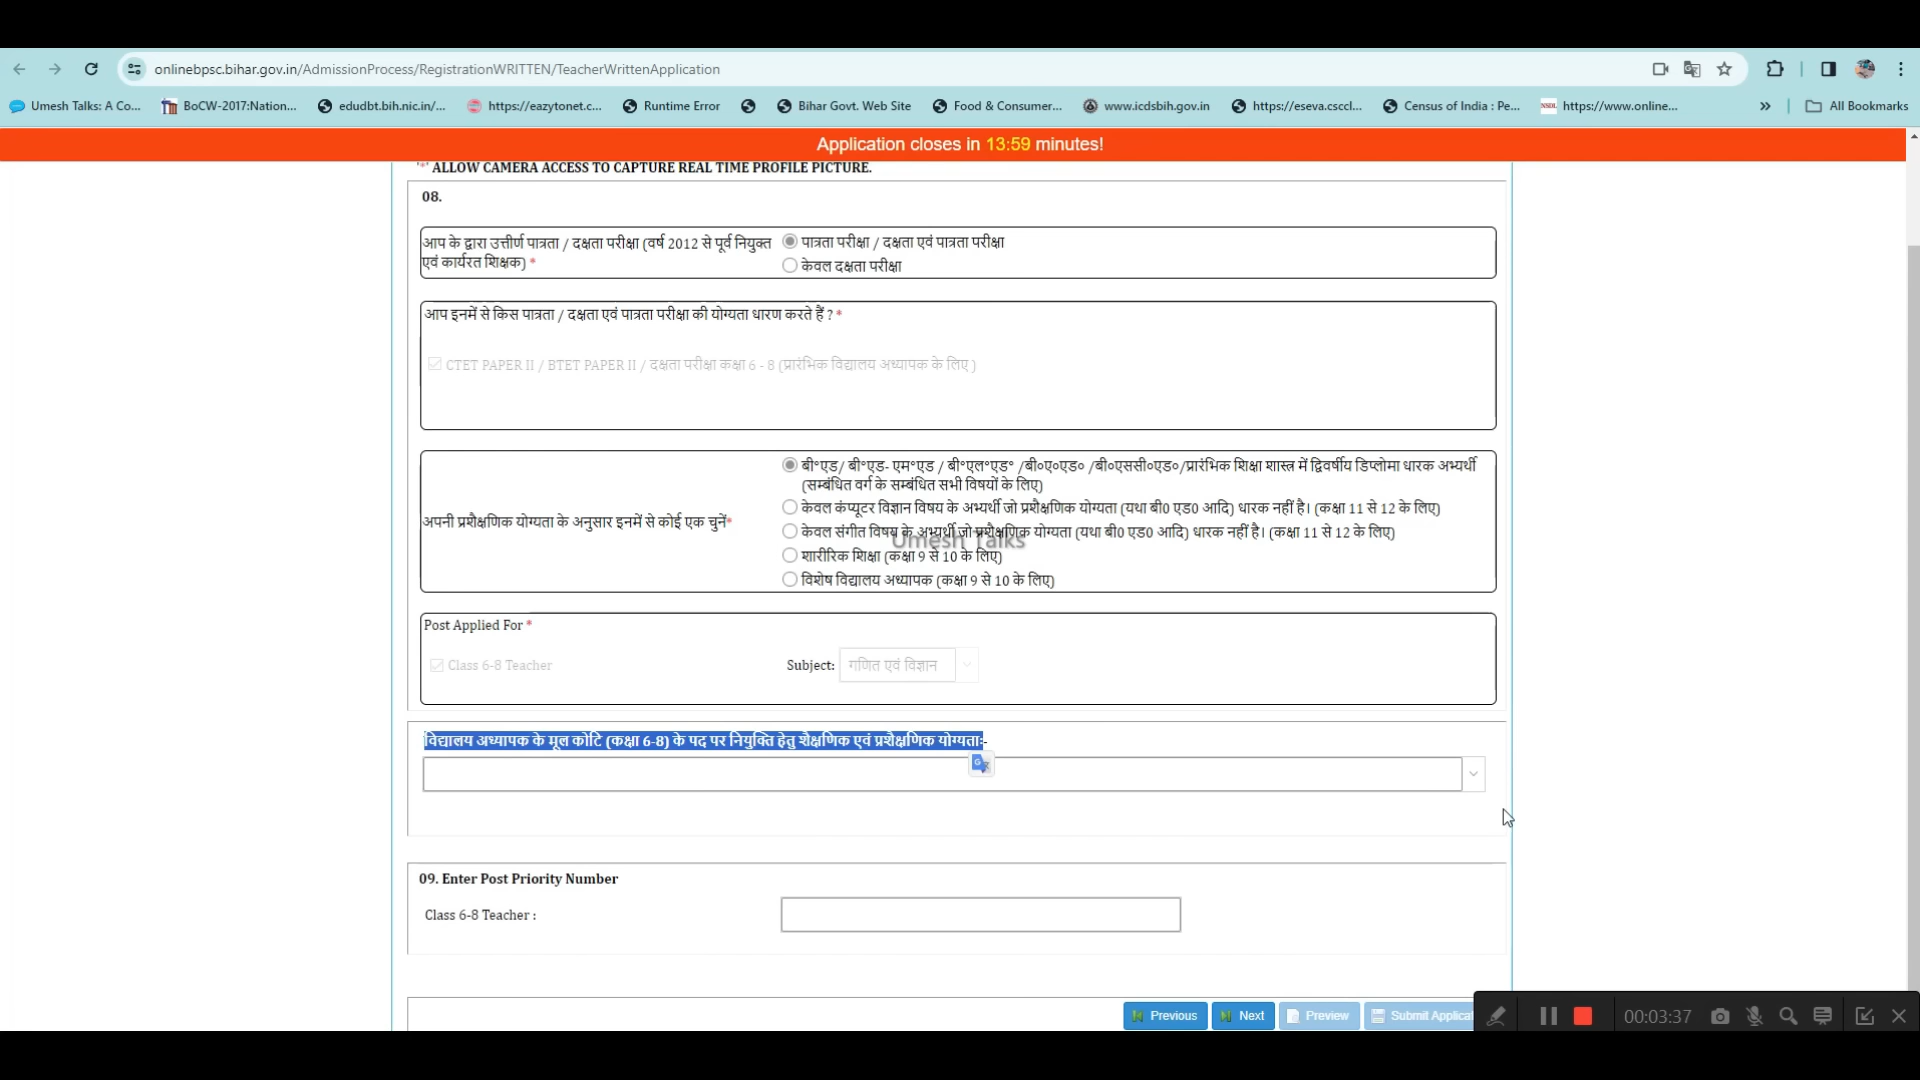 onlinebpsc.bihar.gov.in/AdmissionProcess/RegistrationWRITTEN/TeacherWrittenApplication
Umesh Talks: A Co... BoCW-2017:Nation... edudbt.bih.nic.in/... https://eazytonet.c... Runtime Error Bihar Govt. Web Site Food & Consumer... www.icdsbih.gov.in https://eseva.csccl... Census of India : Pe... NSDL https://www.online... » All Bookmarks
Application closes in 13:59 minutes!
'*' ALLOW CAMERA ACCESS TO CAPTURE REAL TIME PROFILE PICTURE.
08.
आप के द्वारा उत्तीर्ण पात्रता / दक्षता परीक्षा (वर्ष 2012 से पूर्व नियुक्त एवं कार्यरत शिक्षक) *
पात्रता परीक्षा / दक्षता एवं पात्रता परीक्षा
केवल दक्षता परीक्षा
आप इनमें से किस पात्रता / दक्षता एवं पात्रता परीक्षा की योग्यता धारण करते हैं ? *
CTET PAPER II / BTET PAPER II / दक्षता परीक्षा कक्षा 6 - 8 (प्रारंभिक विद्यालय अध्यापक के लिए )
अपनी प्रशैक्षणिक योग्यता के अनुसार इनमें से कोई एक चुनें*
बी°एड/ बी°एड- एम°एड / बी°एल°एड° /बी०ए०एड० /बी०एससी०एड०/प्रारंभिक शिक्षा शास्त्र में द्विवर्षीय डिप्लोमा धारक अभ्यर्थी
(सम्बंधित वर्ग के सम्बंधित सभी विषयों के लिए)
केवल कंप्यूटर विज्ञान विषय के अभ्यर्थी जो प्रशैक्षणिक योग्यता (यथा बी0 एड0 आदि) धारक नहीं है। (कक्षा 11 से 12 के लिए)
केवल संगीत विषय के अभ्यर्थी जो प्रशैक्षणिक योग्यता (यथा बी0 एड0 आदि) धारक नहीं है। (कक्षा 11 से 12 के लिए)
Umesh Talks
शारीरिक शिक्षा (कक्षा 9 से 10 के लिए)
विशेष विद्यालय अध्यापक (कक्षा 9 से 10 के लिए)
Post Applied For *
Class 6-8 Teacher Subject: गणित एवं विज्ञान
विद्यालय अध्यापक के मूल कोटि (कक्षा 6-8) के पद पर नियुक्ति हेतु शैक्षणिक एवं प्रशैक्षणिक योग्यताः-
09. Enter Post Priority Number
Class 6-8 Teacher :
Previous Next Preview Submit Applicat
00:03:37